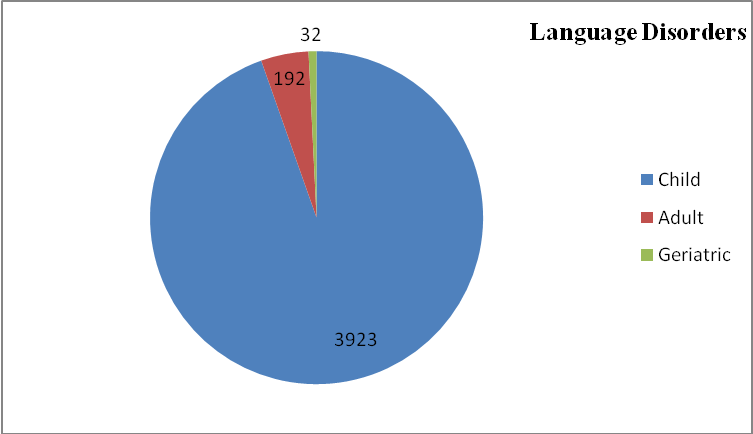 Language Disorders
32
192
3923
Child
Adult
Geriatric